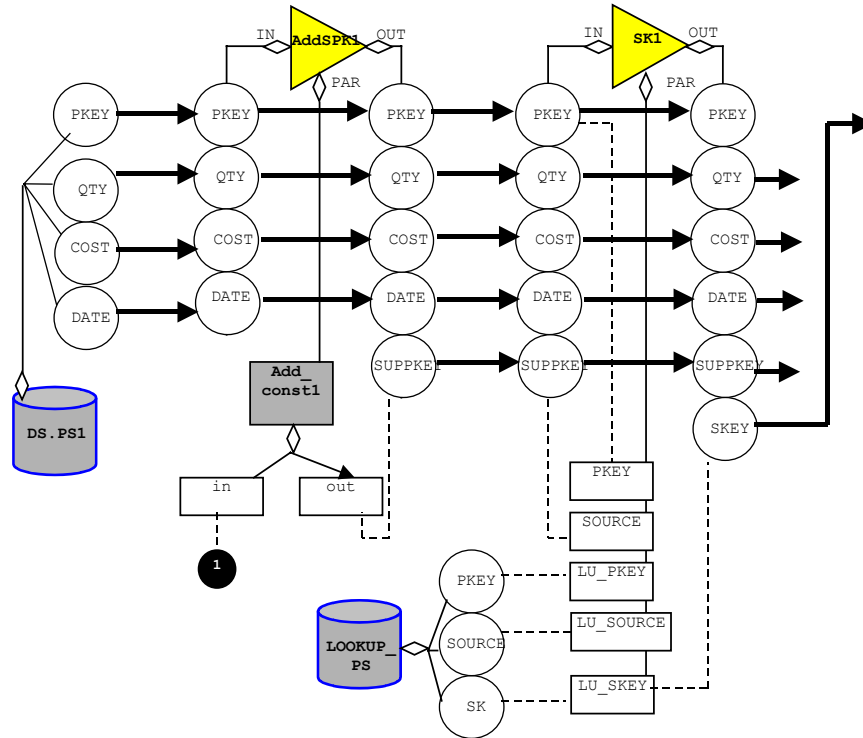 IN
AddSPK1
OUT
IN
SK1
OUT
PAR
PAR
PKEY
PKEY
PKEY
PKEY
PKEY
QTY
QTY
QTY
QTY
QTY
COST
COST
COST
COST
COST
DATE
DATE
DATE
DATE
DATE
Add_
const1
SUPPKEY
SUPPKEY
SUPPKEY
DS.PS1
SKEY
in
out
PKEY
SOURCE
1
PKEY
LU_PKEY
LOOKUP_
PS
SOURCE
LU_SOURCE
SK
LU_SKEY